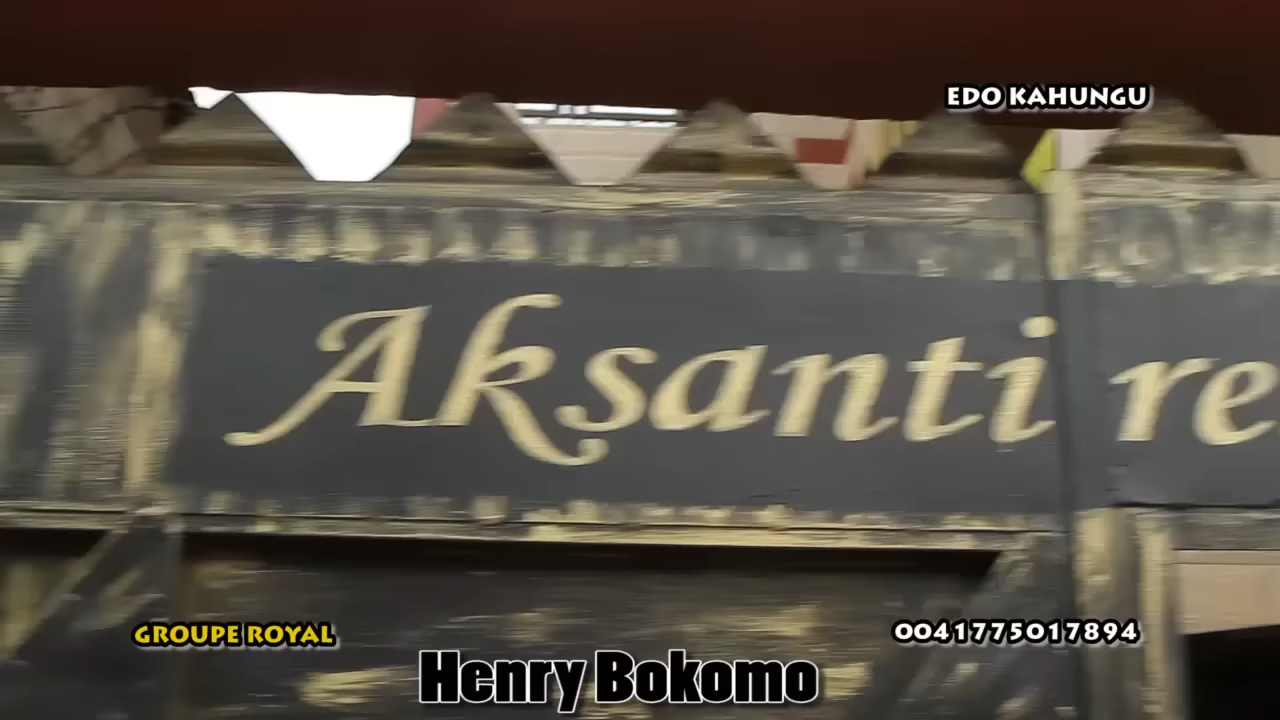 EDO KAHUNGU
Aksanti re
GROUPE ROYAL
0041775017894
Henry Bokomo